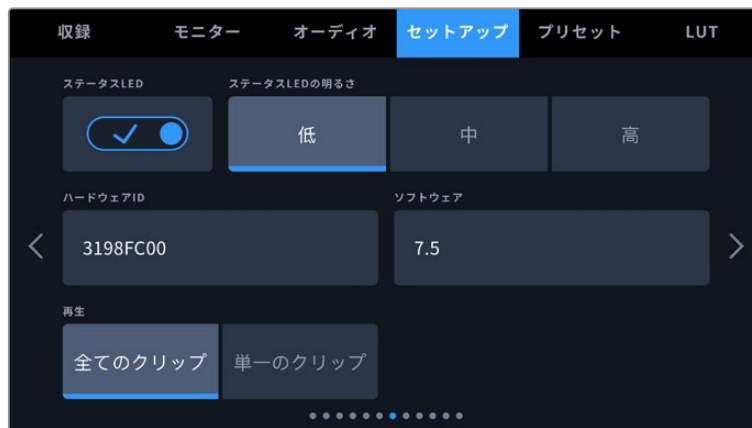 収録 モニター オーディオ セットアップ プリセット LUT
ステータスLED ステータスLEDの明るさ
低 中 高
ハードウェアID ソフトウェア
3198FC00 7.5
再生
全てのクリップ 単一のクリップ